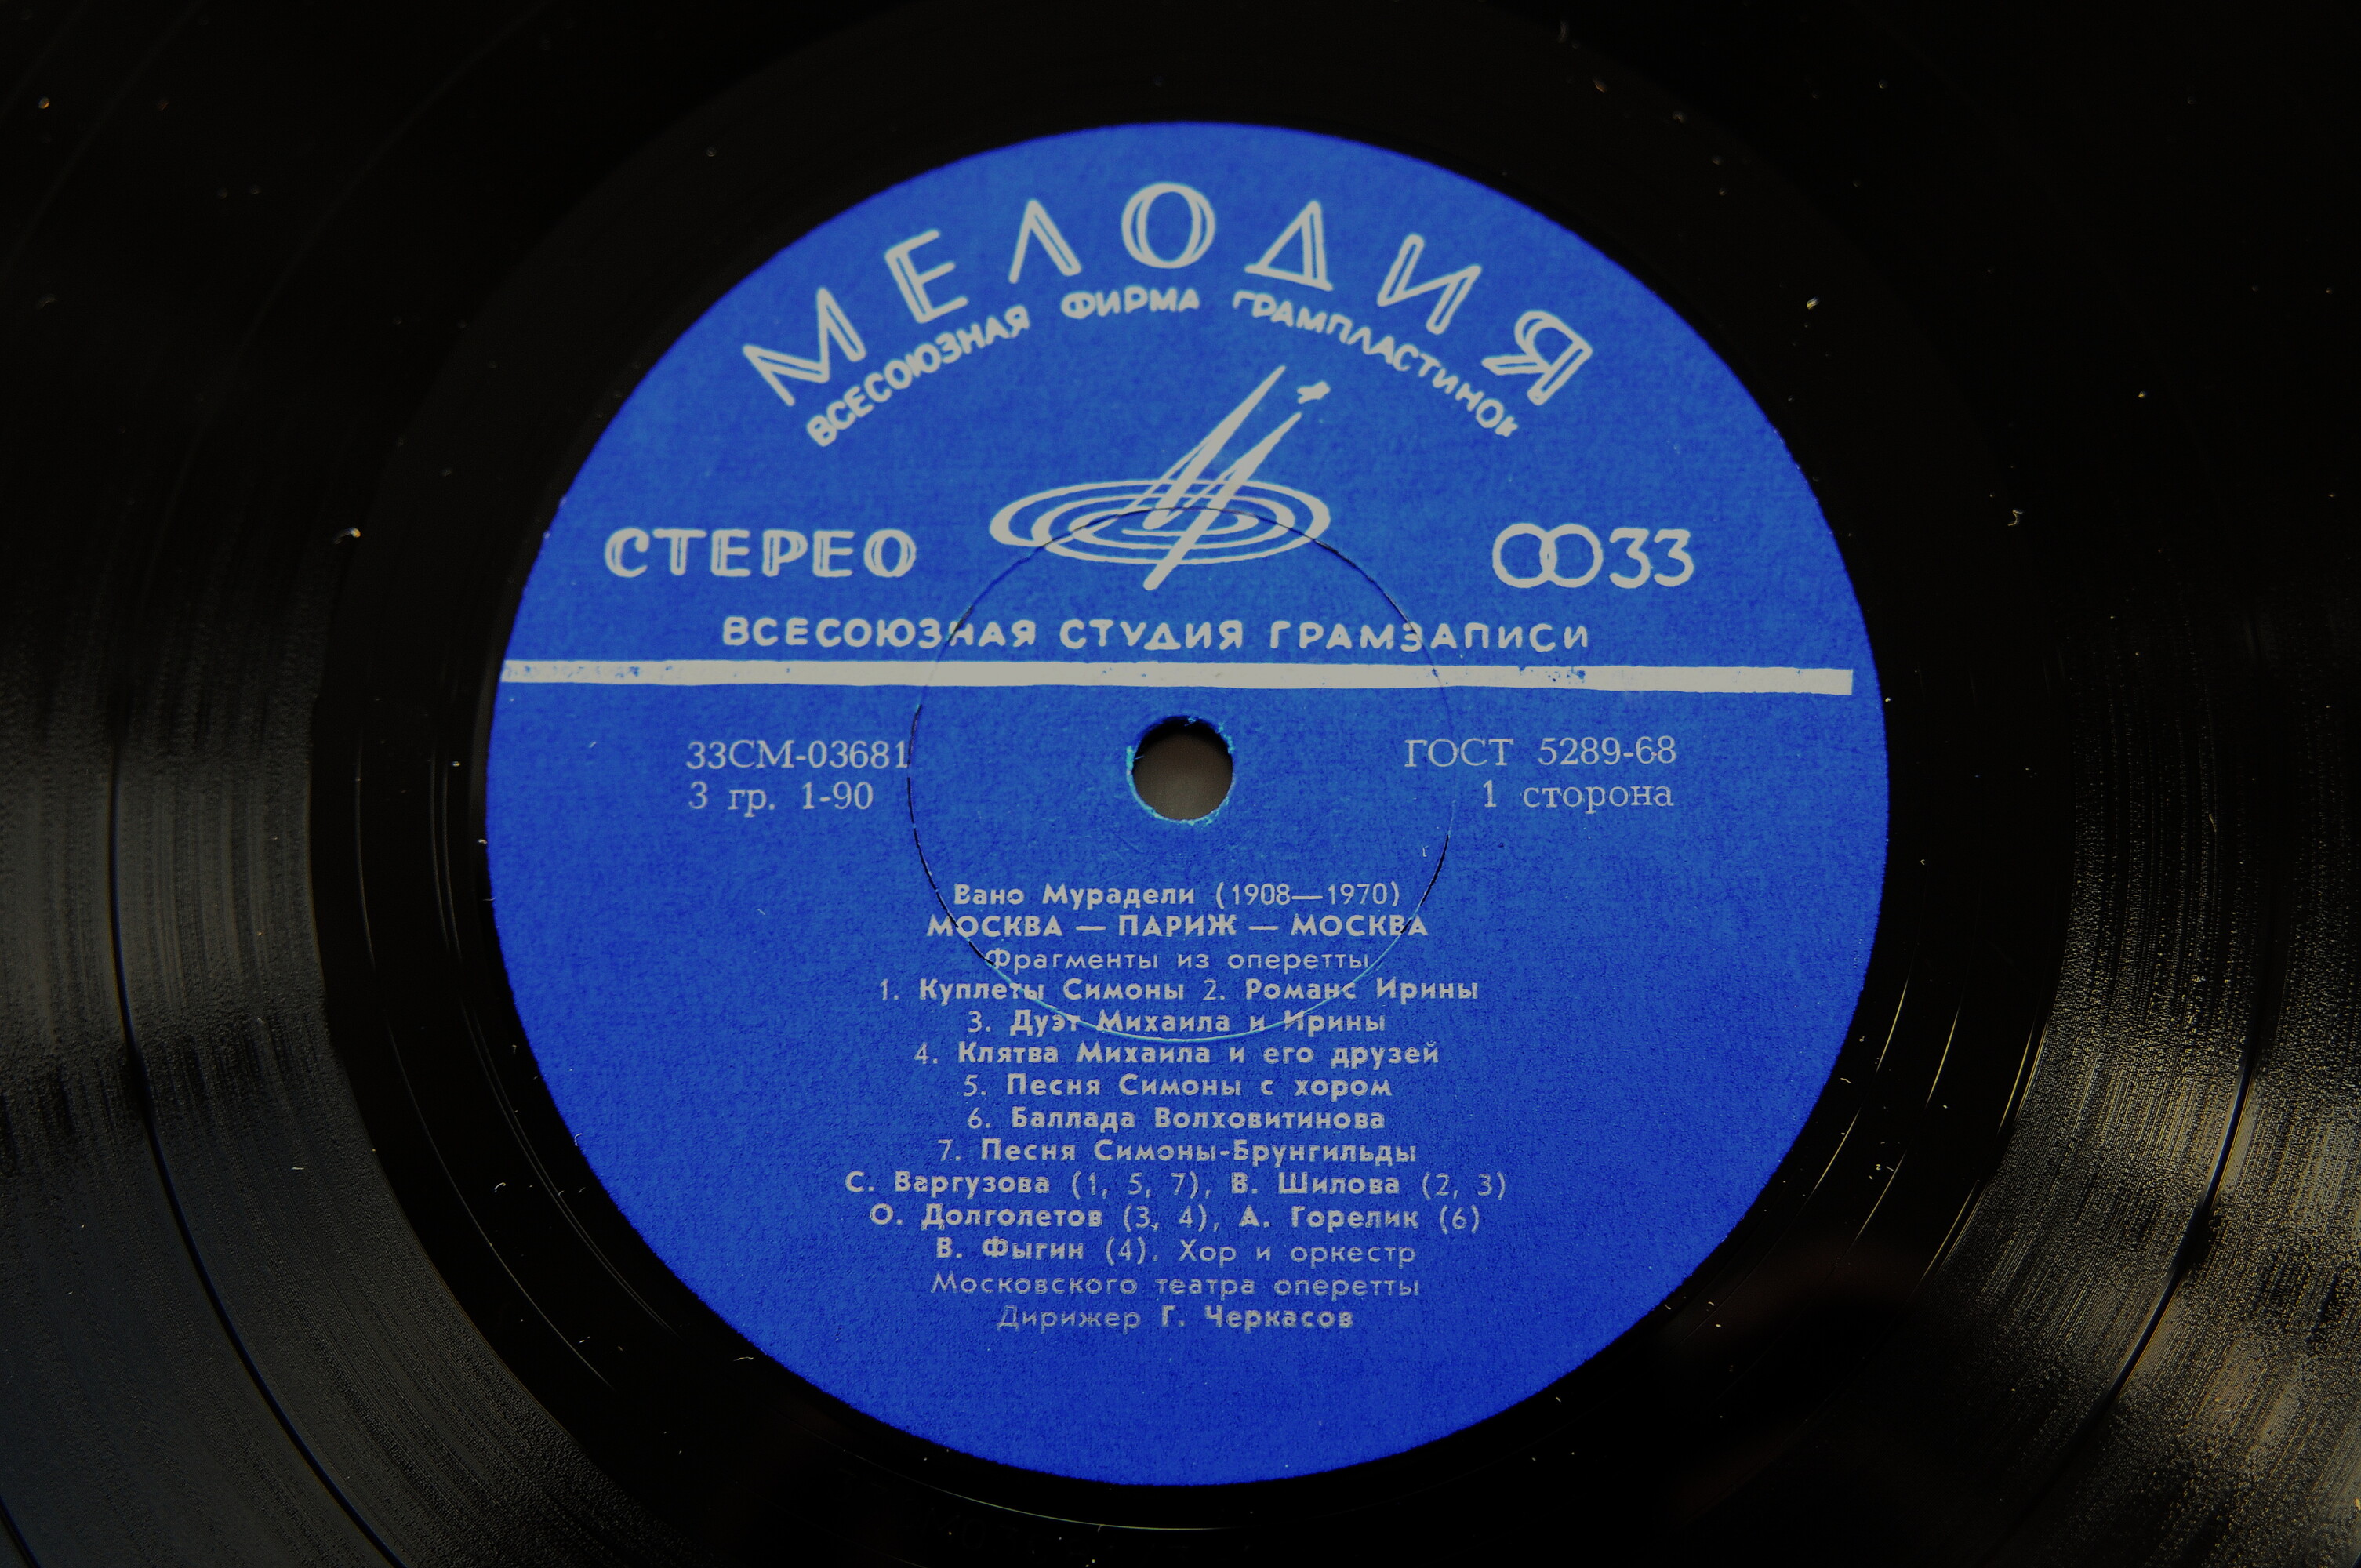 МЕЛОДИЯ
ВСЕСОЮЗНАЯ ФИРМА ГРАМПЛАСТИНОК
СТЕРЕО 33
ВСЕСОЮЗНАЯ СТУДИЯ ГРАМЗАПИСИ
33СМ-03681 ГОСТ 5289-68
3 гр. 1-90 1 сторона
Вано Мурадели (1908—1970)
МОСКВА — ПАРИЖ — МОСКВА
Фрагменты из оперетты
1. Куплеты Симоны 2. Романс Ирины
3. Дуэт Михаила и Ирины
4. Клятва Михаила и его друзей
5. Песня Симоны с хором
6. Баллада Волховитинова
7. Песня Симоны-Брунгильды
С. Варгузова (1, 5, 7), В. Шилова (2, 3)
О. Долголетов (3, 4), А. Горелик (6)
В. Фыгин (4). Хор и оркестр
Московского театра оперетты
Дирижер Г. Черкасов